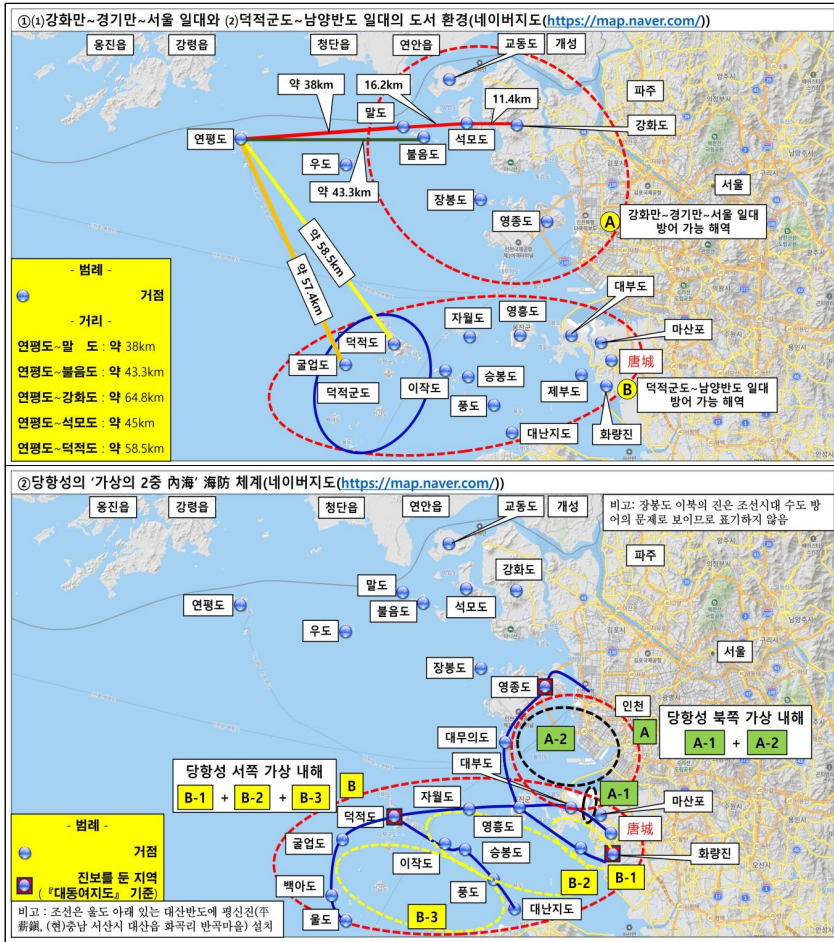 ①⑴강화만~경기만~서울 일대와 ⑵덕적군도~남양반도 일대의 도서 환경(네이버지도(https://map.naver.com/))
옹진읍
강령읍
청단읍
연안읍
교동도
개성
양주시
파주
약 38km
16.2km
11.4km
말도
연평도
석모도
강화도
불음도
우도
약 43.3km
장봉도
영종도
서울
A
강화만~경기만~서울 일대
방어 가능 해역
약 58.5km
약 57.4km
- 범례 -
거점
- 거리 -
연평도~말 도 : 약 38km
연평도~불음도 : 약 43.3km
연평도~강화도 : 약 64.8km
연평도~석모도 : 약 45km
연평도~덕적도 : 약 58.5km
대부도
자월도
영흥도
마산포
덕적도
굴업도
唐城
이작도
승봉도
제부도
B
덕적군도~남양반도 일대
방어 가능 해역
덕적군도
풍도
대난지도
화량진
②당항성의 ‘가상의 2중 內海’ 海防 체계(네이버지도(https://map.naver.com/))
옹진읍
강령읍
청단읍
연안읍
교동도
개성
비고: 장봉도 이북의 진은 조선시대 수도 방
어의 문제로 보이므로 표기하지 않음
파주
말도
강화도
연평도
불음도
석모도
우도
서울
장봉도
영종도
인천
당항성 북쪽 가상 내해
A-1 + A-2
A
대무의도
A-2
대부도
당항성 서쪽 가상 내해
B-1 + B-2 + B-3
B
A-1
자월도
마산포
덕적도
영흥도
唐城
굴업도
이작도
승봉도
화량진
- 범례 -
거점
진보를 둔 지역
(『대동여지도』 기준)
백아도
풍도
B-2
B-1
B-3
대난지도
울도
비고 : 조선은 울도 아래 있는 대산반도에 평신진(平
薪鎭, (현)충남 서산시 대산읍 화곡리 반곡마을) 설치